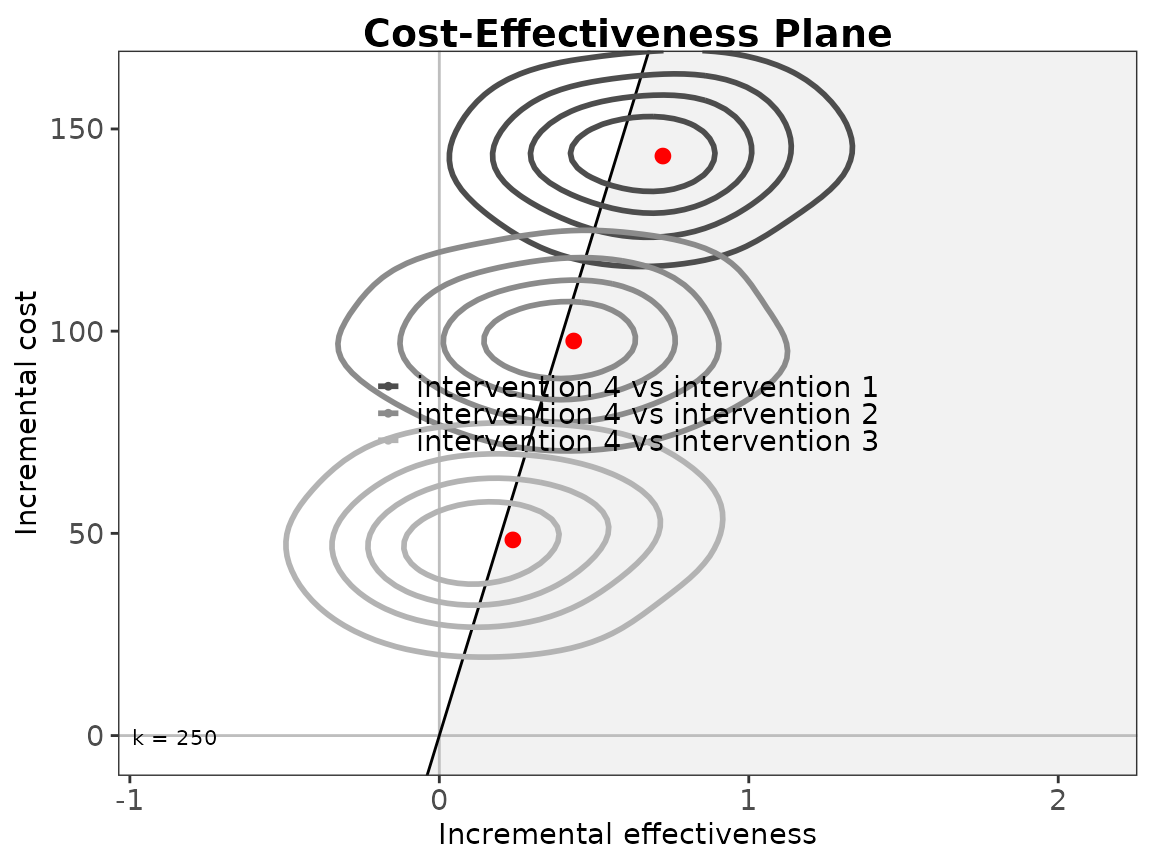 Cost-Effectiveness Plane
150
100
50
0
Incremental cost
intervention 4 vs intervention 1
intervention 4 vs intervention 2
intervention 4 vs intervention 3
k = 250
-1
0
1
2
Incremental effectiveness